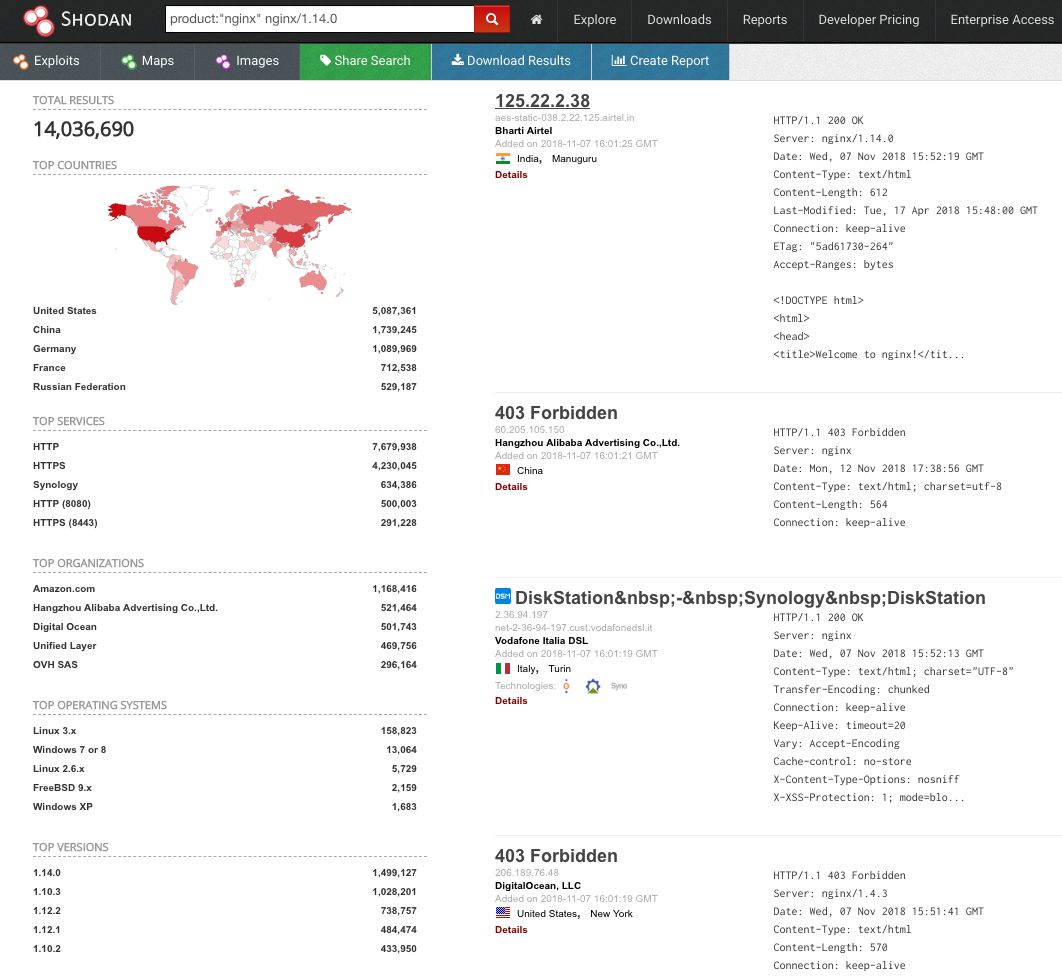 SHODAN
product:"nginx" nginx/1.14.0
Explore
Downloads
Reports
Developer Pricing
Enterprise Access
Exploits
Maps
Images
Share Search
Download Results
Create Report
TOTAL RESULTS
14,036,690
TOP COUNTRIES
United States 5,087,361
China 1,739,245
Germany 1,089,969
France 712,538
Russian Federation 529,187
TOP SERVICES
HTTP 7,679,938
HTTPS 4,230,045
Synology 634,386
HTTP (8080) 500,003
HTTPS (8443) 291,228
TOP ORGANIZATIONS
Amazon.com 1,168,416
Hangzhou Alibaba Advertising Co.,Ltd. 521,464
Digital Ocean 501,743
Unified Layer 469,756
OVH SAS 296,164
TOP OPERATING SYSTEMS
Linux 3.x 158,823
Windows 7 or 8 13,064
Linux 2.6.x 5,729
FreeBSD 9.x 2,159
Windows XP 1,683
TOP VERSIONS
1.14.0 1,499,127
1.10.3 1,028,201
1.12.2 738,757
1.12.1 484,474
1.10.2 433,950
125.22.2.38
aes-static-038.2.22.125.airtel.in
Bharti Airtel
Added on 2018-11-07 16:01:25 GMT
India, Manuguru
Details
HTTP/1.1 200 OK
Server: nginx/1.14.0
Date: Wed, 07 Nov 2018 15:52:19 GMT
Content-Type: text/html
Content-Length: 612
Last-Modified: Tue, 17 Apr 2018 15:48:00 GMT
Connection: keep-alive
ETag: "5ad61730-264"
Accept-Ranges: bytes
<!DOCTYPE html>
<html>
<head>
<title>Welcome to nginx!</tit...
403 Forbidden
60.205.105.150
Hangzhou Alibaba Advertising Co.,Ltd.
Added on 2018-11-07 16:01:21 GMT
China
Details
HTTP/1.1 403 Forbidden
Server: nginx
Date: Mon, 12 Nov 2018 17:38:56 GMT
Content-Type: text/html; charset=utf-8
Content-Length: 564
Connection: keep-alive
DSM DiskStation&nbsp;-&nbsp;Synology&nbsp;DiskStation
2.36.94.197
net-2-36-94-197.cust.vodafonedsl.it
Vodafone Italia DSL
Added on 2018-11-07 16:01:19 GMT
Italy, Turin
Technologies: Syno
Details
HTTP/1.1 200 OK
Server: nginx
Date: Wed, 07 Nov 2018 15:52:13 GMT
Content-Type: text/html; charset="UTF-8"
Transfer-Encoding: chunked
Connection: keep-alive
Keep-Alive: timeout=20
Vary: Accept-Encoding
Cache-control: no-store
X-Content-Type-Options: nosniff
X-XSS-Protection: 1; mode=blo...
403 Forbidden
206.189.76.48
DigitalOcean, LLC
Added on 2018-11-07 16:01:19 GMT
United States, New York
Details
HTTP/1.1 403 Forbidden
Server: nginx/1.4.3
Date: Wed, 07 Nov 2018 15:51:41 GMT
Content-Type: text/html
Content-Length: 570
Connection: keep-alive